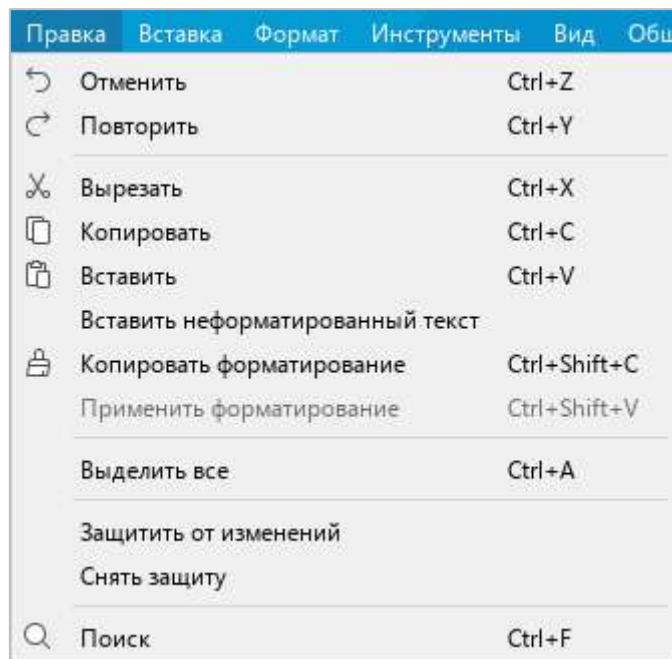 Правка Вставка Формат Инструменты Вид Общ
Отменить Ctrl+Z
Повторить Ctrl+Y
Вырезать Ctrl+X
Копировать Ctrl+C
Вставить Ctrl+V
Вставить неформатированный текст
Копировать форматирование Ctrl+Shift+C
Применить форматирование Ctrl+Shift+V
Выделить все Ctrl+A
Защитить от изменений
Снять защиту
Поиск Ctrl+F